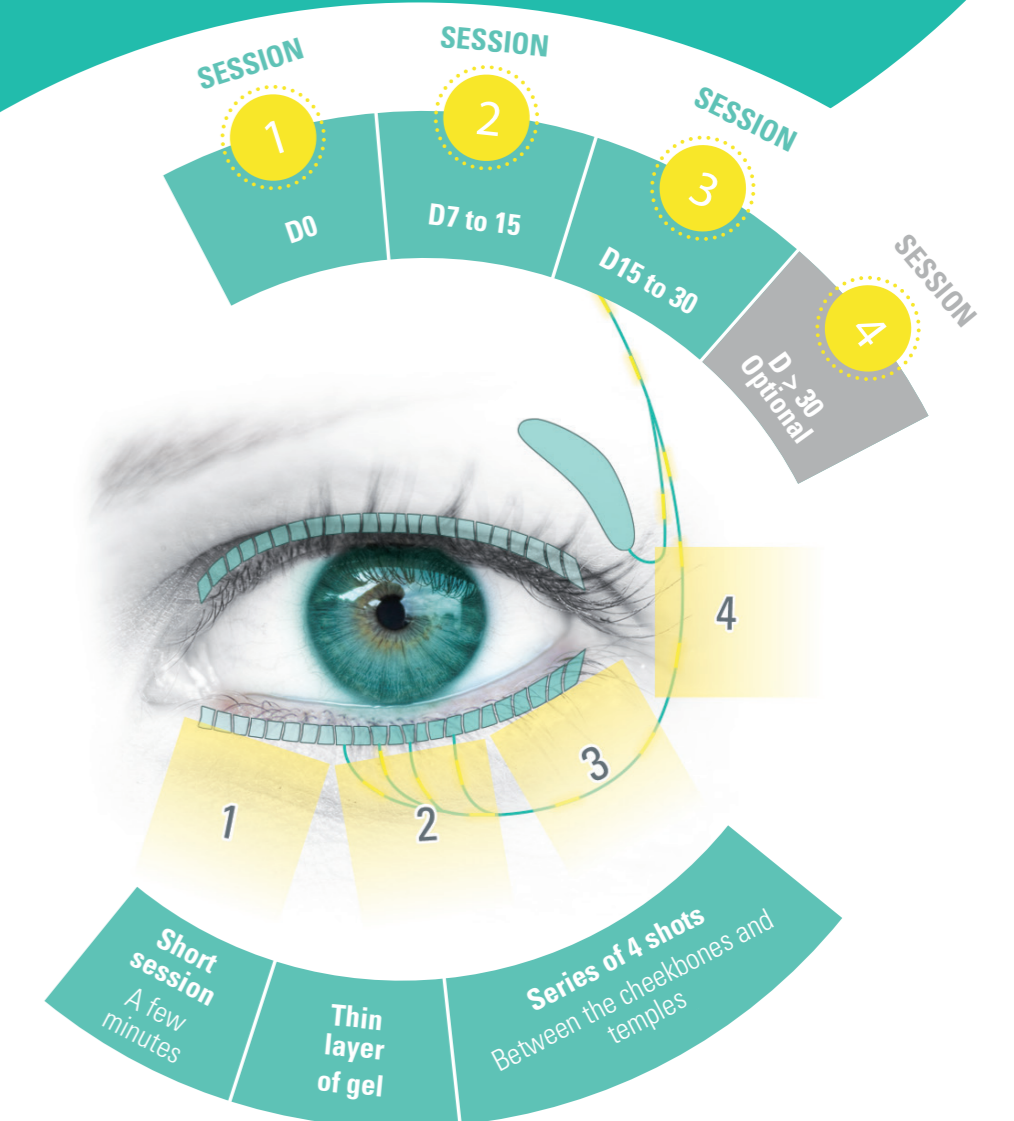 SESSION
1
D0
SESSION
2
D7 to 15
SESSION
3
D15 to 30
SESSION
4
D > 30
Optional
4
3
2
1
Short
session
A few
minutes
Thin
layer
of gel
Series of 4 shots
Between the cheekbones and
temples